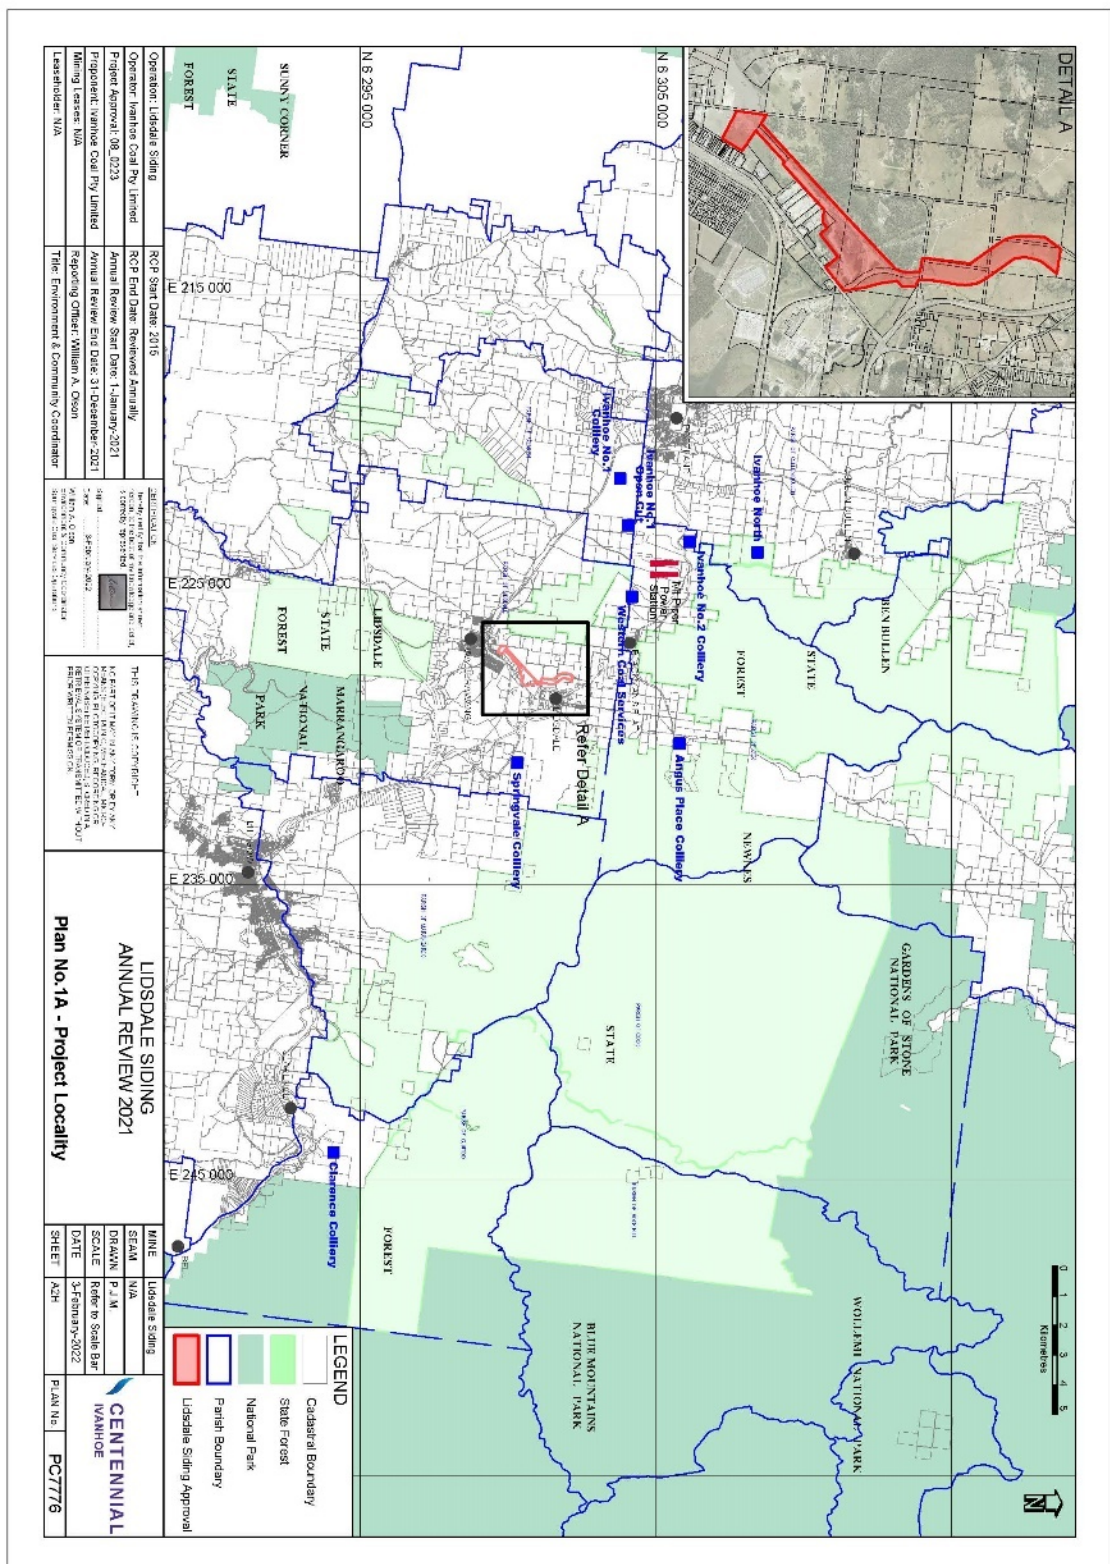 DETAIL A
N 6 305 000
N 6 295 000
E 215 000
E 225 000
E 235 000
E 245 000
SUNNY CORNER
STATE
FOREST
Ivanhoe North
Ivanhoe No.2 Colliery
Ivanhoe No.1
Open Cut
Ivanhoe No.1
Colliery
Mt Piper
Power
Station
Western Coal Services
Angus Place Colliery
Springvale Colliery
Clarence Colliery
Refer Detail A
BEN BULLEN
STATE
FOREST
LIDSDALE
STATE
FOREST
MARRANGAROO
NATIONAL
PARK
NEWNES
STATE
FOREST
GARDENS OF STONE
NATIONAL PARK
WOLLEMI NATIONAL PARK
BLUE MOUNTAINS
NATIONAL PARK
0 1 2 3 4 5
Kilometres
N
LEGEND
Cadastral Boundary
State Forest
National Park
Parish Boundary
Lidsdale Siding Approval
Operation: Lidsdale Siding
Operator: Ivanhoe Coal Pty Limited
Project Approval: 08_0223
Proponent: Ivanhoe Coal Pty Limited
Mining Leases: N/A
Leaseholder: N/A
RCP Start Date: 2015
RCP End Date: Reviewed Annually
Annual Review Start Date: 1-January-2021
Annual Review End Date: 31-December-2021
Reporting Officer: William A. Olson
Title: Environment & Community Coordinator
THIS DRAWING IS COPYRIGHT
LIDSDALE SIDING
ANNUAL REVIEW 2021
Plan No.1A - Project Locality
MINE Lidsdale Siding
SEAM N/A
DRAWN P.J.M.
SCALE Refer to Scale Bar
DATE 3-February-2022
SHEET A2H
CENTENNIAL
IVANHOE
PLAN No. PC7776